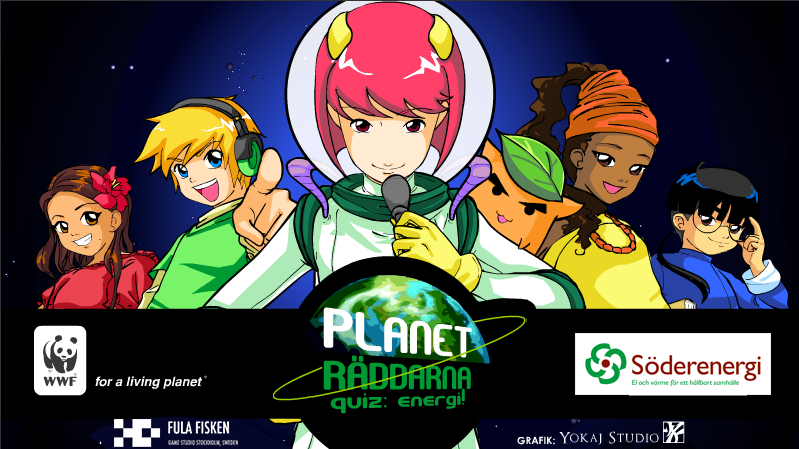 PLANET
RÄDDARNA
quiz: energi!
WWF
for a living planet®
Söderenergi
El och värme för ett hållbart samhälle
FULA FISKEN
GAME STUDIO STOCKHOLM, SWEDEN
GRAFIK: YOKAJ STUDIO